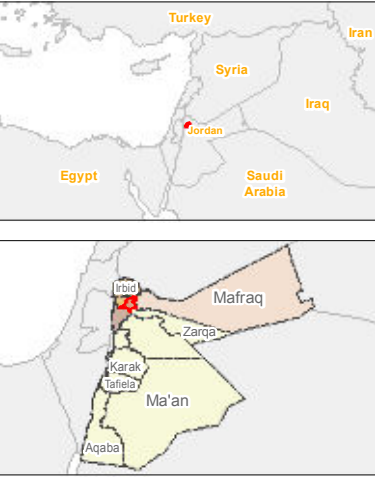 Turkey
Iran
Syria
Iraq
Jordan
Egypt
Saudi
Arabia
Irbid
Mafraq
Zarqa
Karak
Tafiela
Ma'an
Aqaba